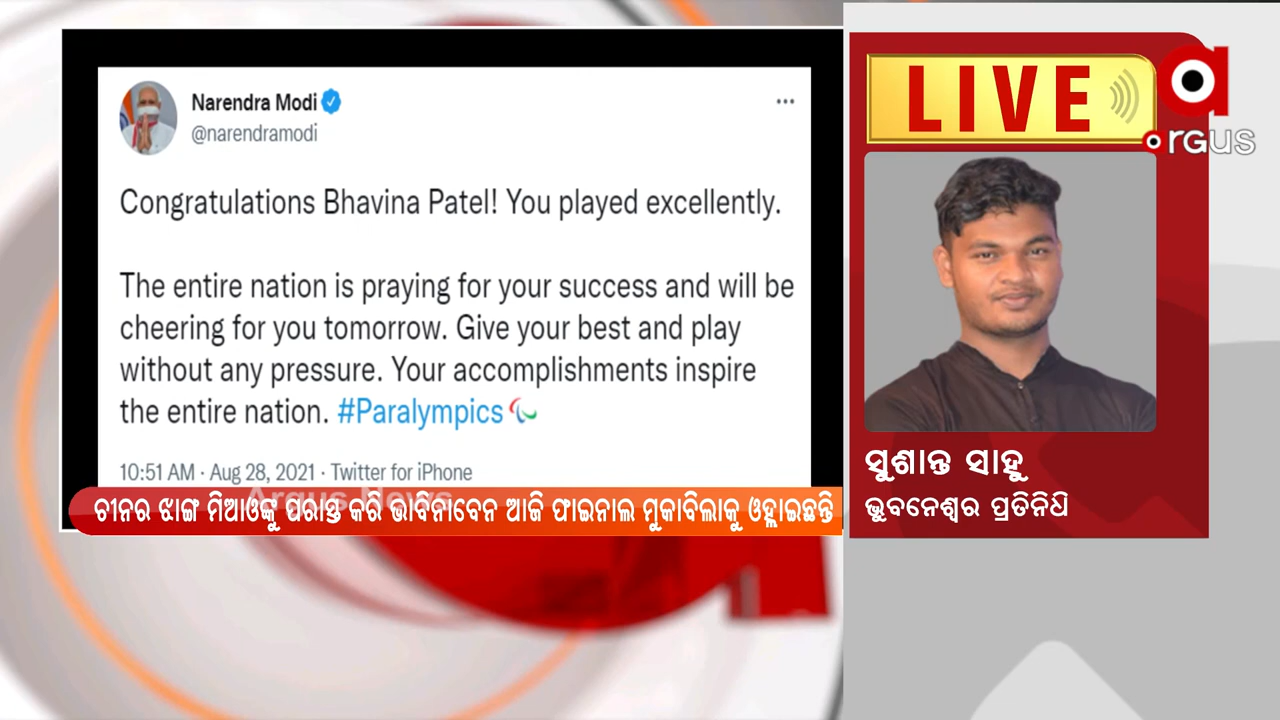 Narendra Modi
@narendramodi
Congratulations Bhavina Patel! You played excellently.
The entire nation is praying for your success and will be
cheering for you tomorrow. Give your best and play
without any pressure. Your accomplishments inspire
the entire nation. #Paralympics
10:51 AM · Aug 28, 2021 · Twitter for iPhone
Argus News
ଚୀନର ଝାଙ୍ଗ ମିଆଓଙ୍କୁ ପରାସ୍ତ କରି ଭାବିନାବେନ ଆଜି ଫାଇନାଲ ମୁକାବିଲାକୁ ଓହ୍ଲାଇଛନ୍ତି
LIVE
argus
ସୁଶାନ୍ତ ସାହୁ
ଭୁବନେଶ୍ୱର ପ୍ରତିନିଧି